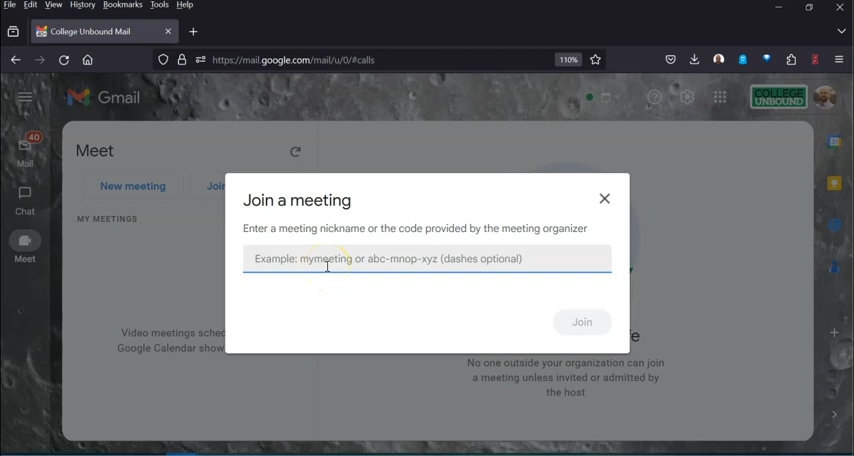 File Edit View History Bookmarks Tools Help
College Unbound Mail
https://mail.google.com/mail/u/0/#calls
110%
Gmail
COLLEGE
UNBOUND
40
Mail
Chat
Meet
Meet
New meeting
Join
MY MEETINGS
Video meetings
Google Calendar show
Join a meeting
Enter a meeting nickname or the code provided by the meeting organizer
Example: mymeeting or abc-mnop-xyz (dashes optional)
Join
No one outside your organization can join
a meeting unless invited or admitted by
the host